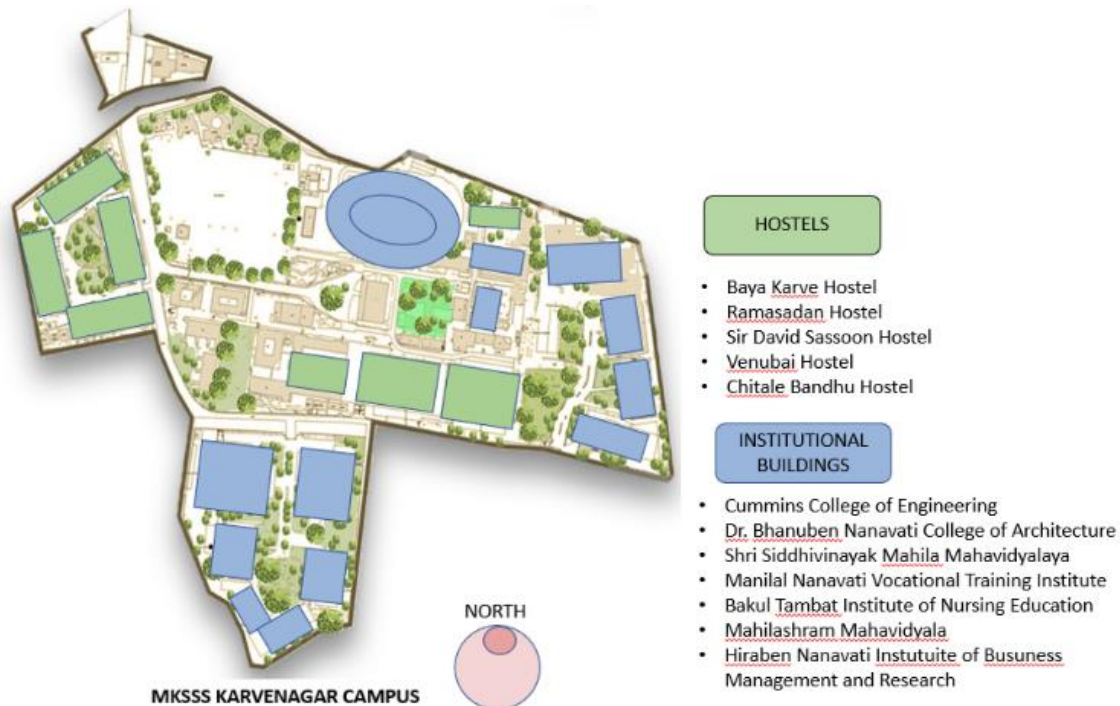 HOSTELS
• Baya Karve Hostel
• Ramasadan Hostel
• Sir David Sassoon Hostel
• Venubai Hostel
• Chitale Bandhu Hostel
INSTITUTIONAL
BUILDINGS
• Cummins College of Engineering
• Dr. Bhanuben Nanavati College of Architecture
• Shri Siddhivinayak Mahila Mahavidyalaya
• Manilal Nanavati Vocational Training Institute
• Bakul Tambat Institute of Nursing Education
• Mahilashram Mahavidyala
• Hiraben Nanavati Instutuite of Busuness
Management and Research
NORTH
MKSSS KARVENAGAR CAMPUS